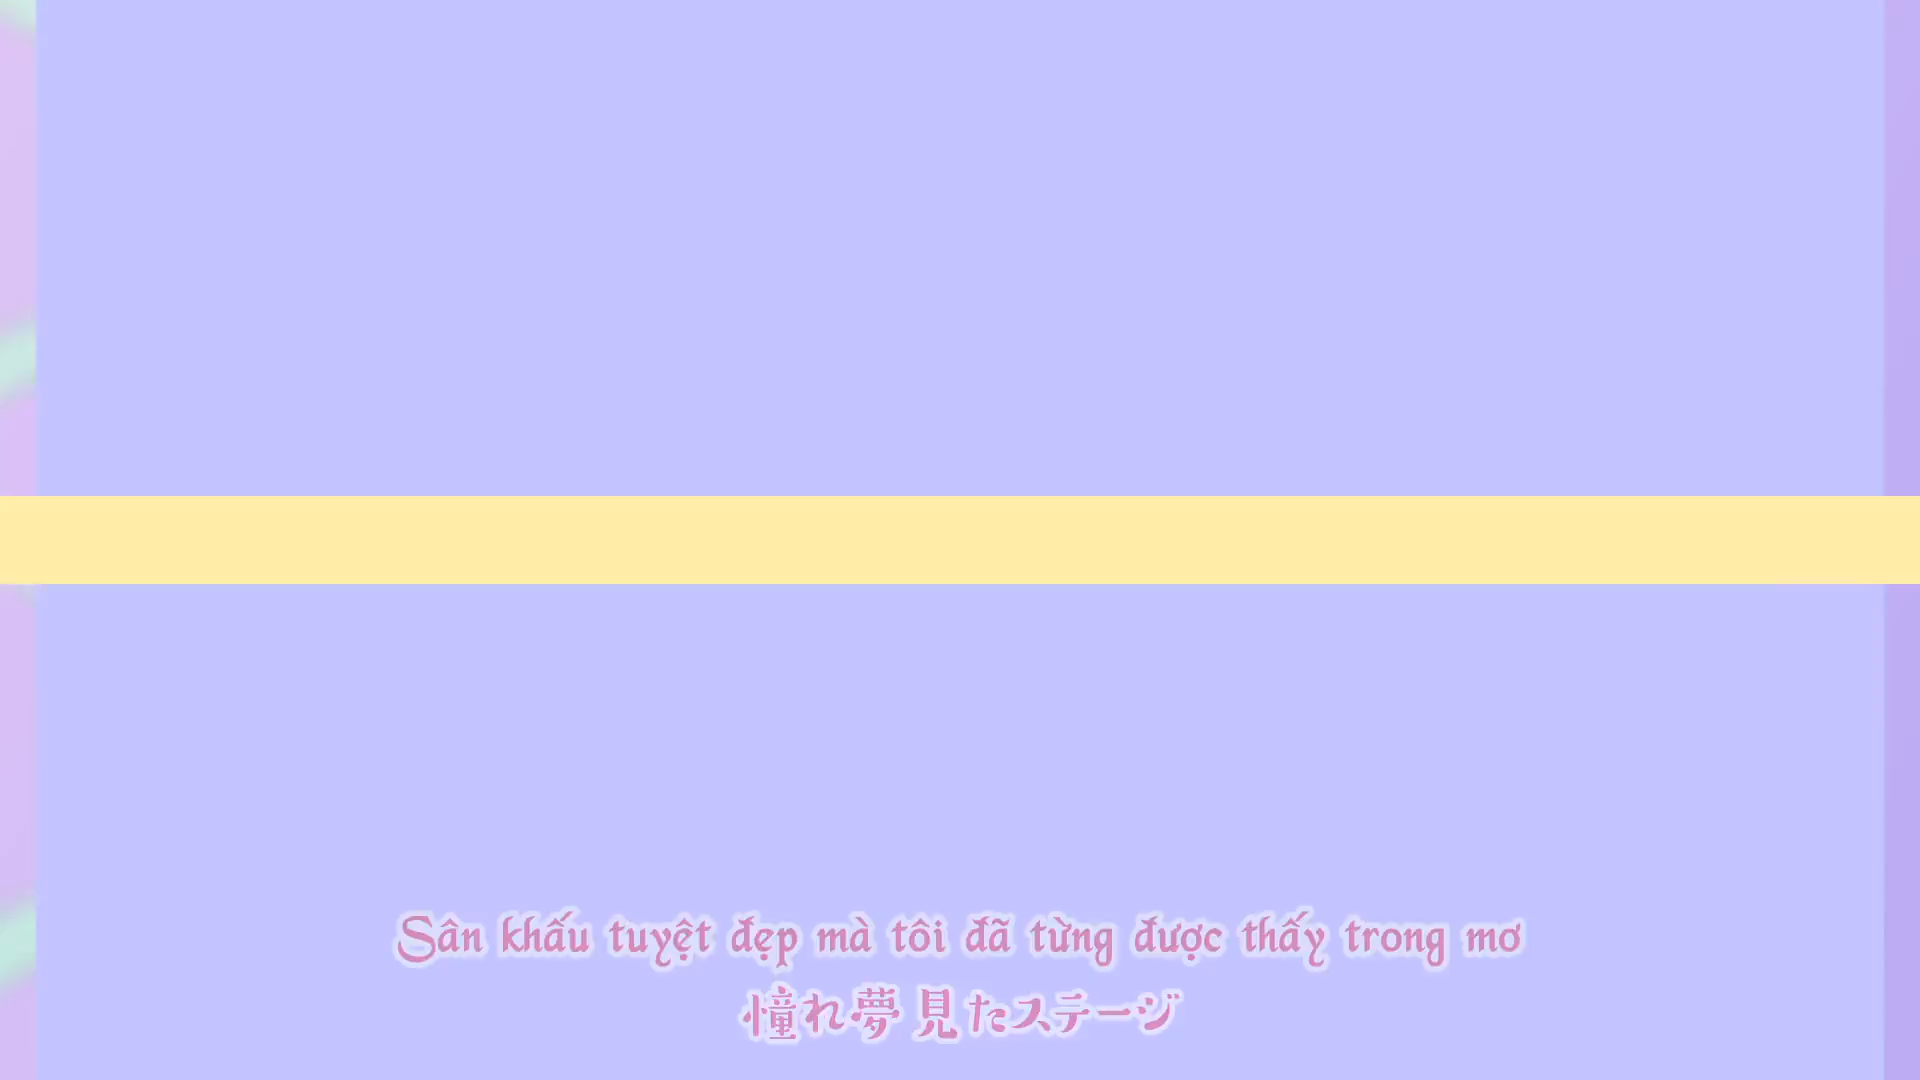 Sân khấu tuyệt đẹp mà tôi đã từng được thấy trong mơ
憧れ夢見たステージ